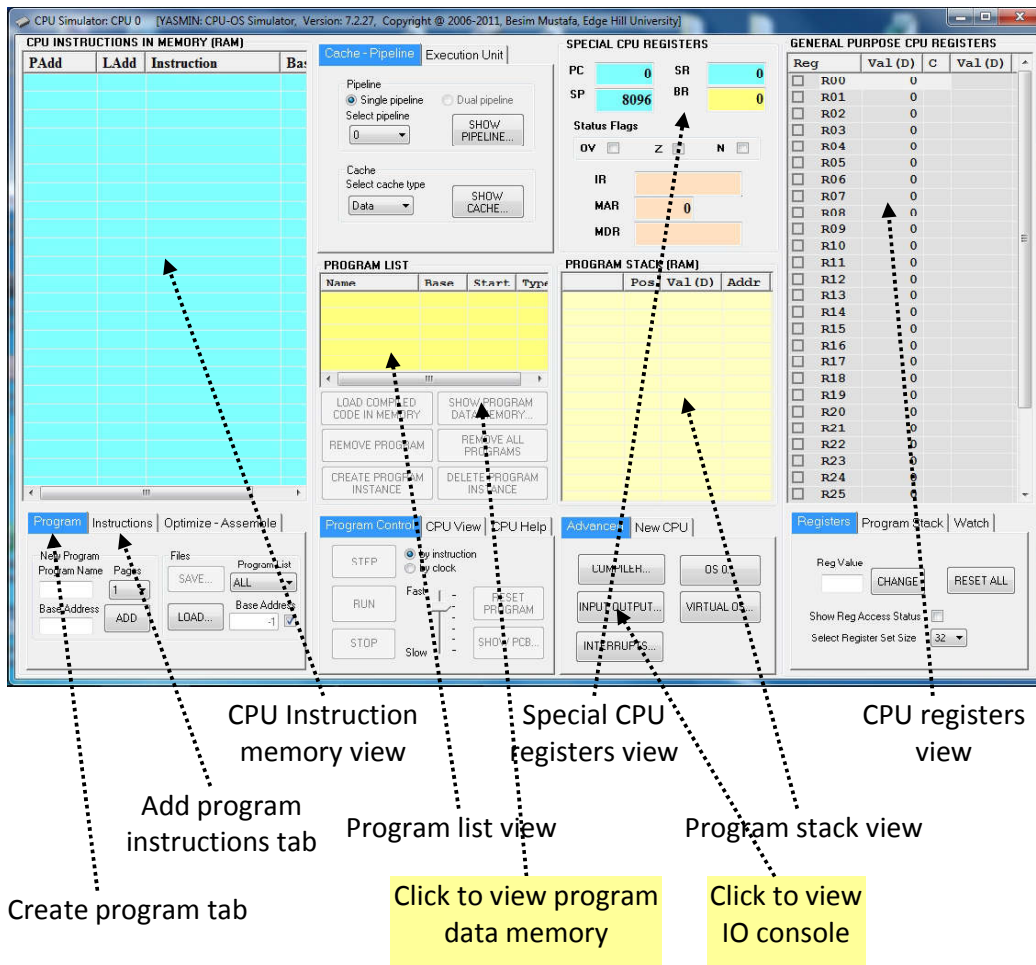 CPU Simulator: CPU 0 [YASMIN: CPU-OS Simulator, Version: 7.2.27, Copyright @ 2006-2011, Besim Mustafa, Edge Hill University]
CPU INSTRUCTIONS IN MEMORY (RAM)
PAdd LAdd Instruction Bas
Cache - Pipeline Execution Unit
Pipeline
Single pipeline Dual pipeline
Select pipeline
0
SHOW
PIPELINE...
Cache
Select cache type
Data
SHOW
CACHE...
SPECIAL CPU REGISTERS
PC 0 SR 0
SP 8096 BR 0
Status Flags
OV Z N
IR
MAR 0
MDR
GENERAL PURPOSE CPU REGISTERS
Reg Val(D) C Val(D)
R00 0
R01 0
R02 0
R03 0
R04 0
R05 0
R06 0
R07 0
R08 0
R09 0
R10 0
R11 0
R12 0
R13 0
R14 0
R15 0
R16 0
R17 0
R18 0
R19 0
R20 0
R21 0
R22 0
R23 0
R24 0
R25 0
PROGRAM LIST
Name Base Start Type
LOAD COMPILED
CODE IN MEMORY
SHOW PROGRAM
DATA MEMORY...
REMOVE PROGRAM
REMOVE ALL
PROGRAMS
CREATE PROGRAM
INSTANCE
DELETE PROGRAM
INSTANCE
PROGRAM STACK (RAM)
Pos Val(D) Addr
Program Instructions Optimize - Assemble
New Program
Program Name Pages
1
Base Address
ADD
Files
SAVE...
Program List
ALL
LOAD...
Base Address
-1
Program Control CPU View CPU Help
STEP
by instruction
by clock
RUN
Fast
RESET
PROGRAM
STOP
Slow
SHOW PCB...
Advanced New CPU
COMPILER... OS 0...
INPUT OUTPUT... VIRTUAL OS...
INTERRUPTS...
Registers Program Stack Watch
Reg Value
CHANGE RESET ALL
Show Reg Access Status
Select Register Set Size 32
CPU Instruction
memory view
Special CPU
registers view
CPU registers
view
Add program
instructions tab
Program list view
Program stack view
Create program tab
Click to view program
data memory
Click to view
IO console